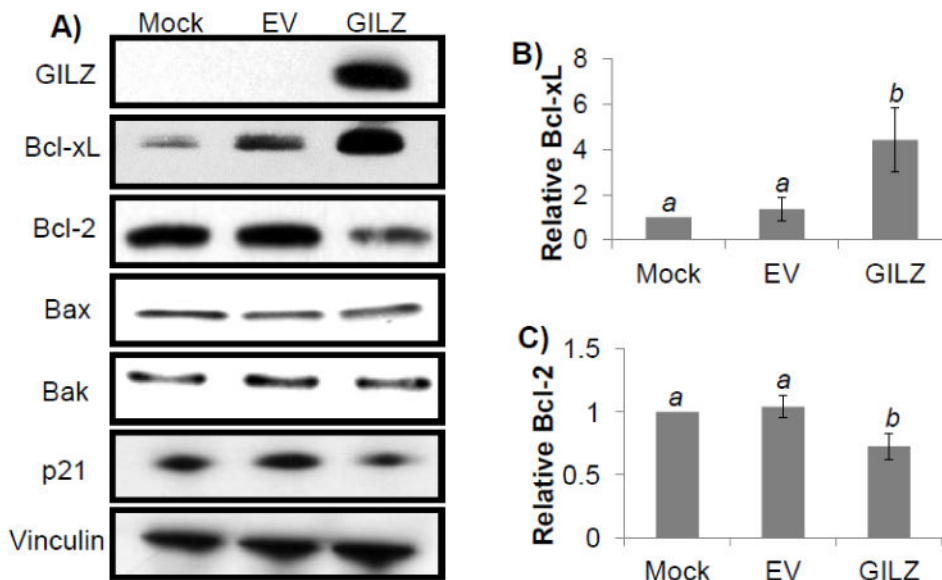 A)
Mock EV GILZ
GILZ
Bcl-xL
Bcl-2
Bax
Bak
p21
Vinculin
B)
Relative Bcl-xL
8
6
4
2
0
a
a
b
Mock EV GILZ
C)
Relative Bcl-2
1.5
1
0.5
0
a
a
b
Mock EV GILZ